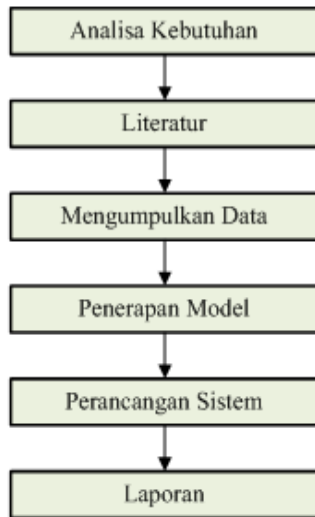 Analisa Kebutuhan
Literatur
Mengumpulkan Data
Penerapan Model
Perancangan Sistem
Laporan